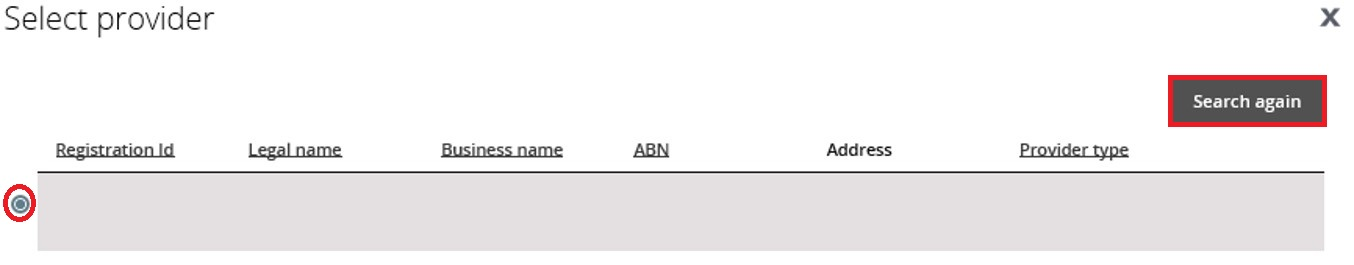 Select provider
X
Search again
Registration Id Legal name Business name ABN Address Provider type